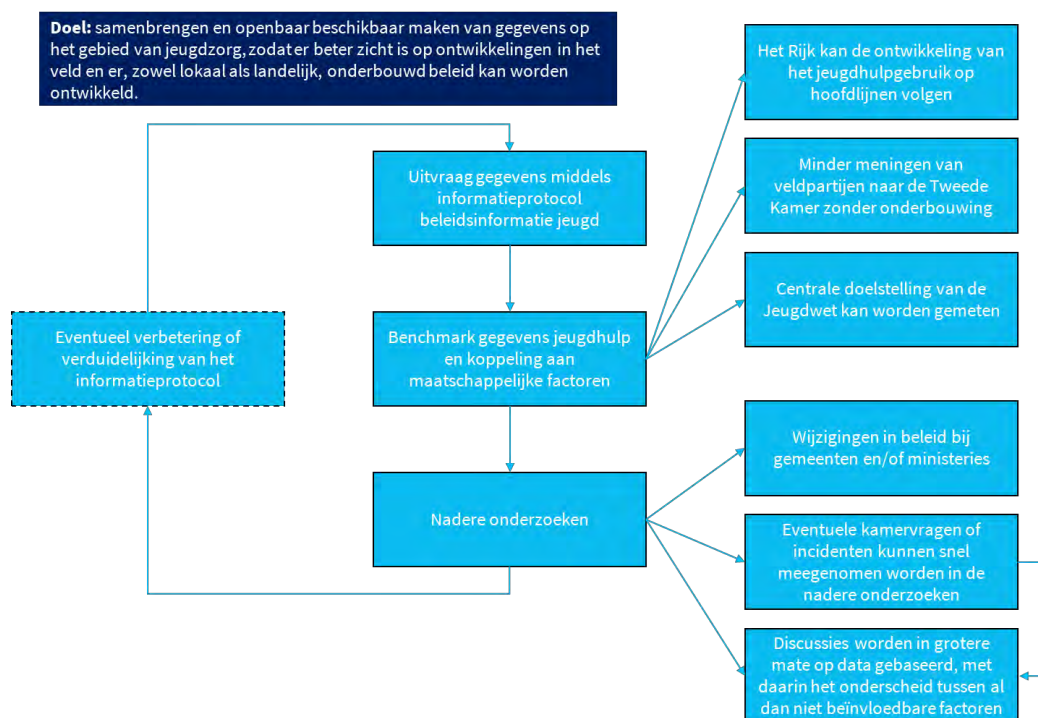 Doel: samenbrengen en openbaar beschikbaar maken van gegevens op
het gebied van jeugdzorg, zodat er beter zicht is op ontwikkelingen in het
veld en er, zowel lokaal als landelijk, onderbouwd beleid kan worden
ontwikkeld.
Uitvraag gegevens middels
informatieprotocol
beleidsinformatie jeugd
Eventueel verbetering of
verduidelijking van het
informatieprotocol
Benchmark gegevens jeugdhulp
en koppeling aan
maatschappelijke factoren
Nadere onderzoeken
Het Rijk kan de ontwikkeling van
het jeugdhulpgebruik op
hoofdlijnen volgen
Minder meningen van
veldpartijen naar de Tweede
Kamer zonder onderbouwing
Centrale doelstelling van de
Jeugdwet kan worden gemeten
Wijzigingen in beleid bij
gemeenten en/of ministeries
Eventuele kamervragen of
incidenten kunnen snel
meegenomen worden in de
nadere onderzoeken
Discussies worden in grotere
mate op data gebaseerd, met
daarin het onderscheid tussen al
dan niet beïnvloedbare factoren